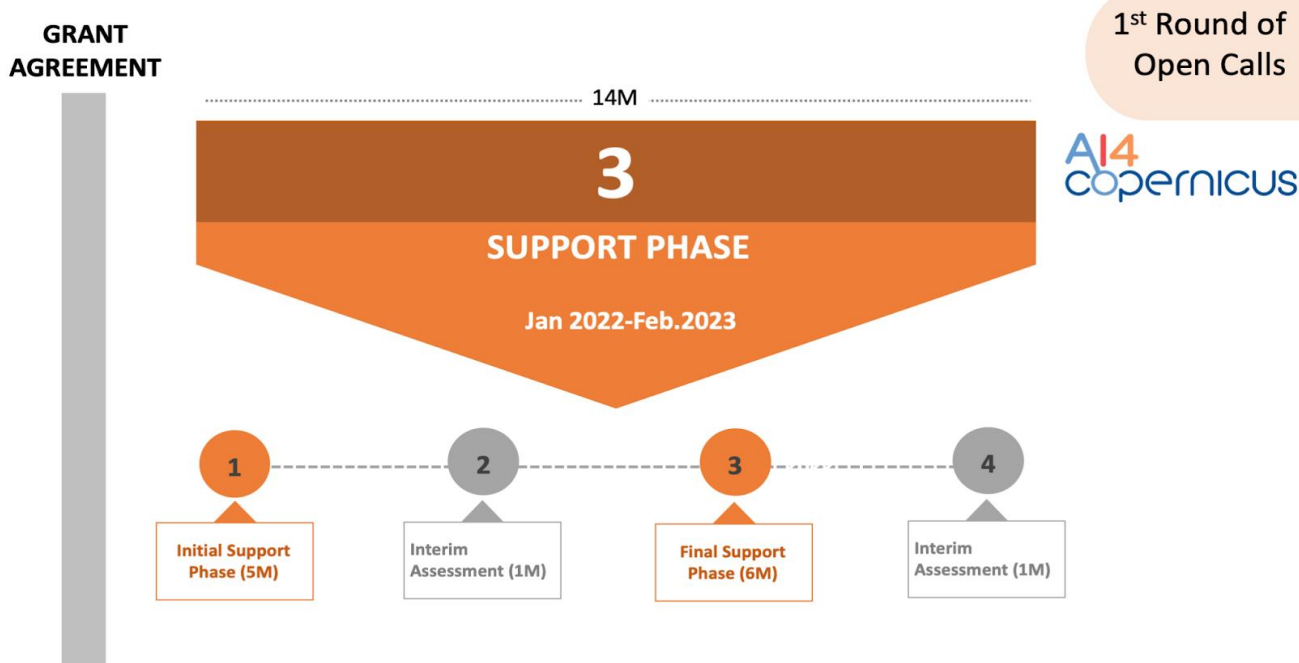 GRANT
AGREEMENT
1st Round of
Open Calls
14M
AI4
copernicus
3
SUPPORT PHASE
Jan 2022-Feb.2023
1
2
3
4
Initial Support
Phase (5M)
Interim
Assessment (1M)
Final Support
Phase (6M)
Interim
Assessment (1M)